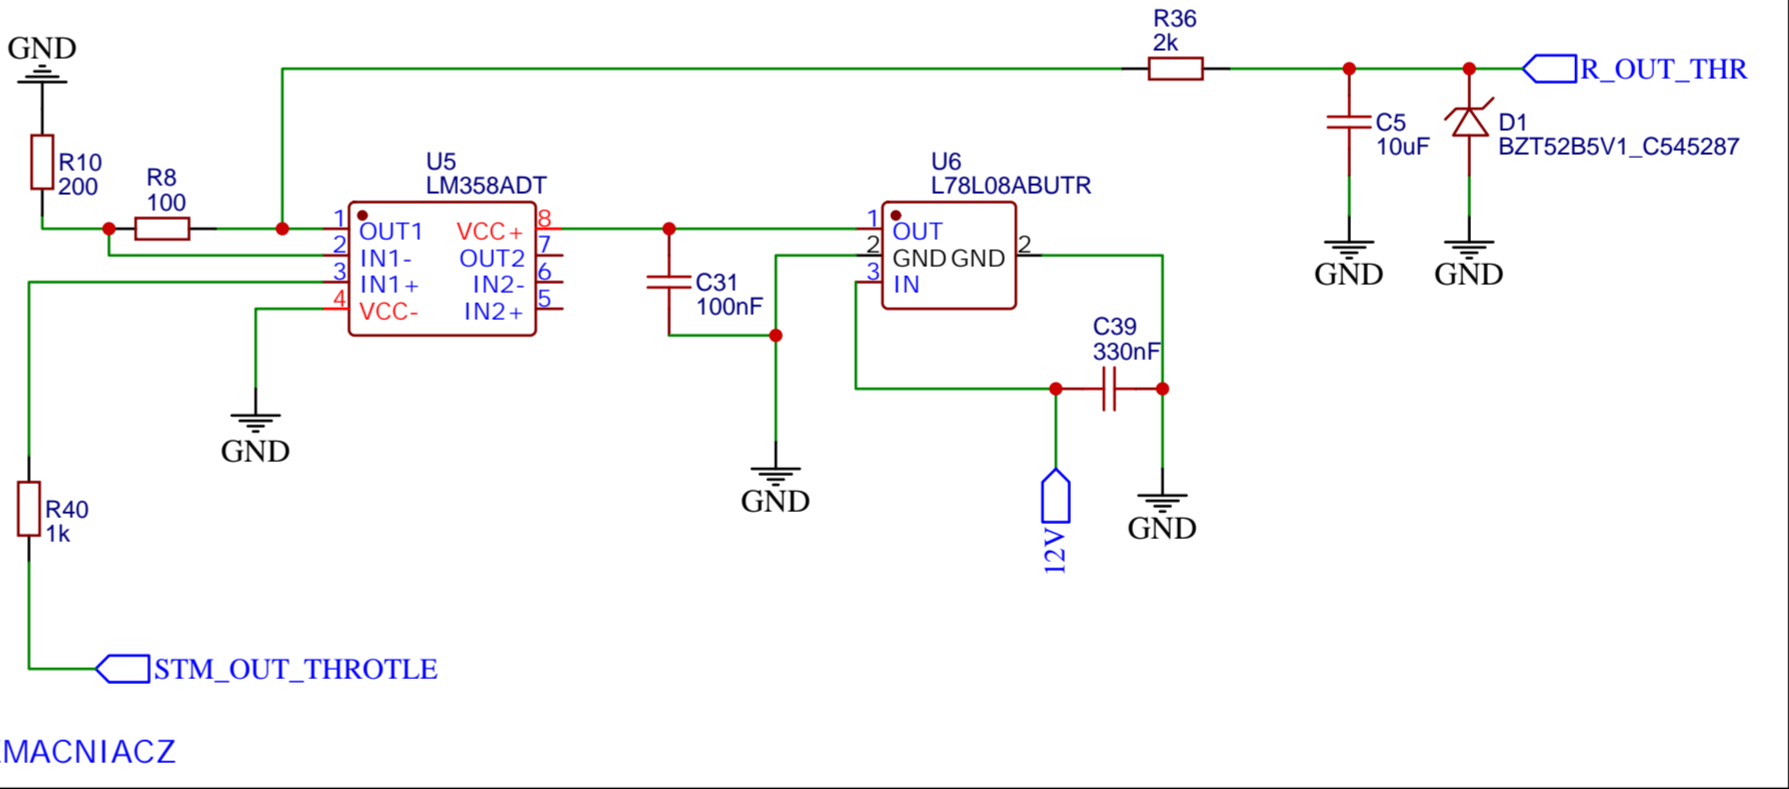 R36
2k
GND
R_OUT_THR
C5
10uF
D1
BZT52B5V1_C545287
R10
200
R8
100
U5
LM358ADT
U6
L78L08ABUTR
1
OUT1
VCC+
8
2
IN1-
OUT2
7
3
IN1+
IN2-
6
4
VCC-
IN2+
5
1
OUT
2
GND
GND
2
3
IN
GND
GND
C31
100nF
C39
330nF
GND
GND
GND
R40
1k
12V
STM_OUT_THROTLE
MACNIACZ